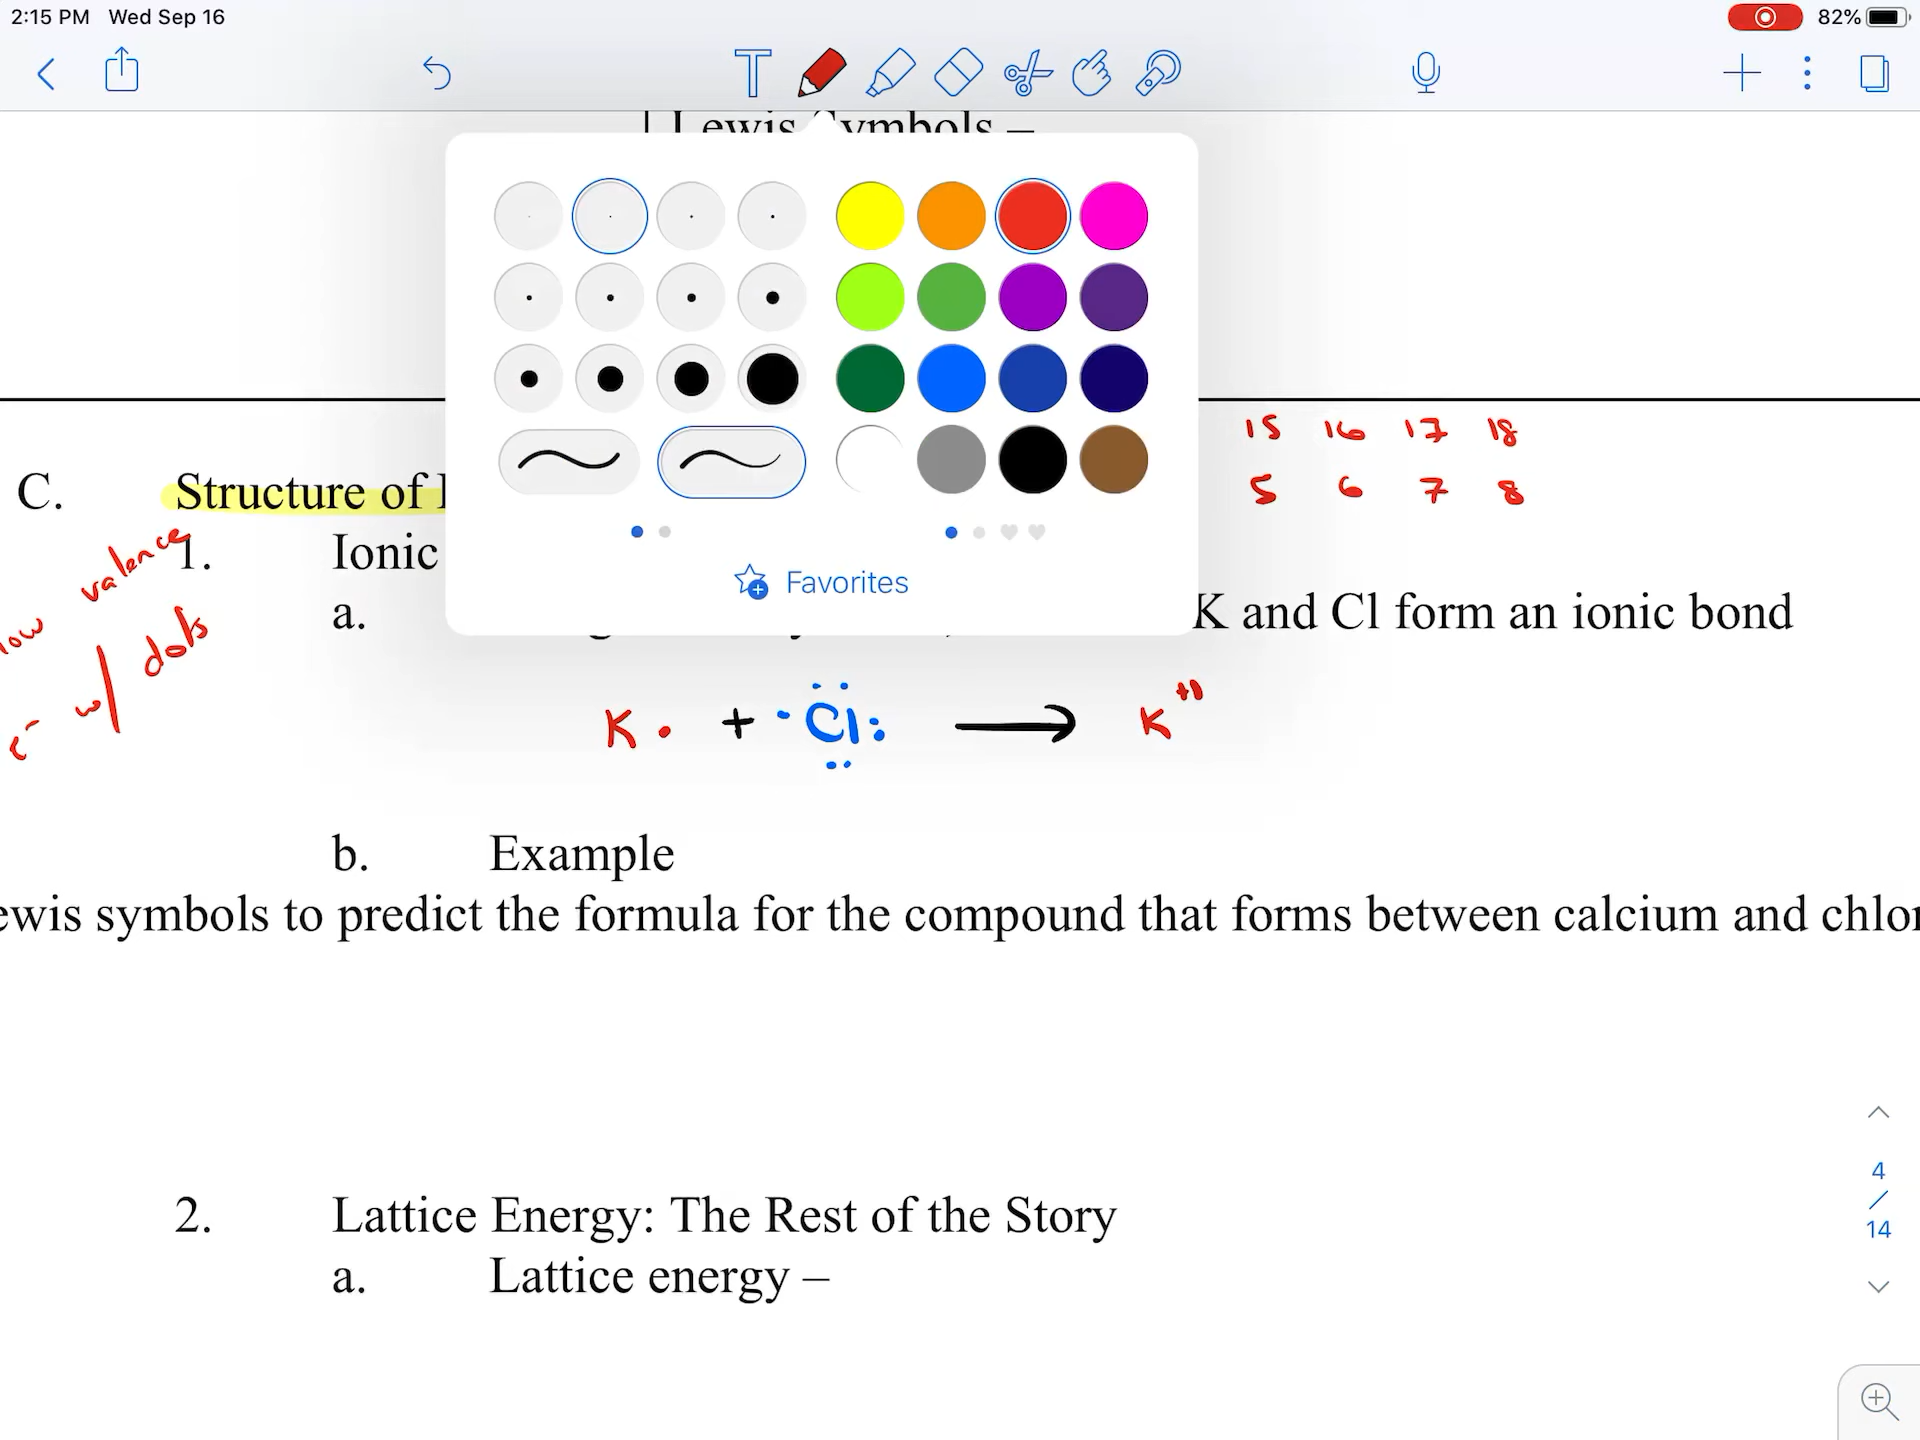 2:15 PM Wed Sep 16 82%
T
Lewis Symbols –
15 16 17 18
C. Structure of
5 6 7 8
1. Ionic
valence
a. K and Cl form an ionic bond
low
dots
w/
e-
K • + Cl → K+1
b. Example
ewis symbols to predict the formula for the compound that forms between calcium and chlor
2. Lattice Energy: The Rest of the Story
a. Lattice energy –
Favorites
4
/
14